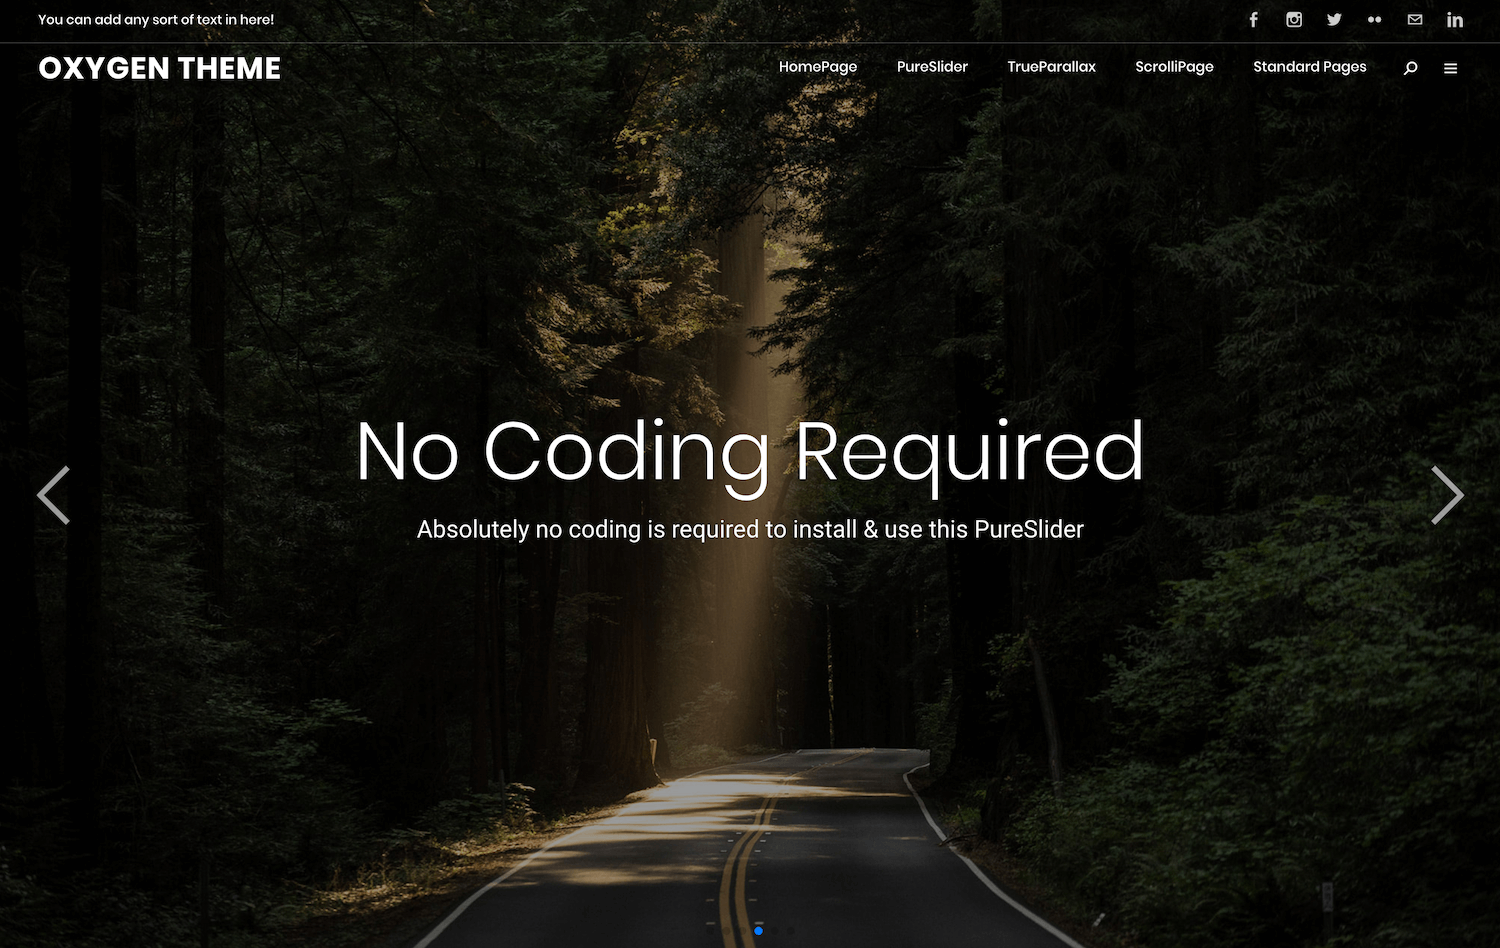 You can add any sort of text in here!
OXYGEN THEME
HomePage PureSlider TrueParallax ScrolliPage Standard Pages
No Coding Required
Absolutely no coding is required to install & use this PureSlider